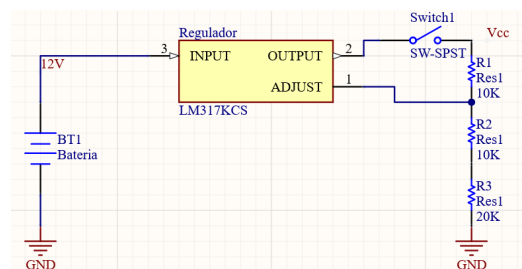 Regulador
3 INPUT OUTPUT 2
ADJUST 1
LM317KCS
Switch1
SW-SPST
Vcc
12V
BT1
Bateria
R1
Res1
10K
R2
Res1
10K
R3
Res1
20K
GND
GND